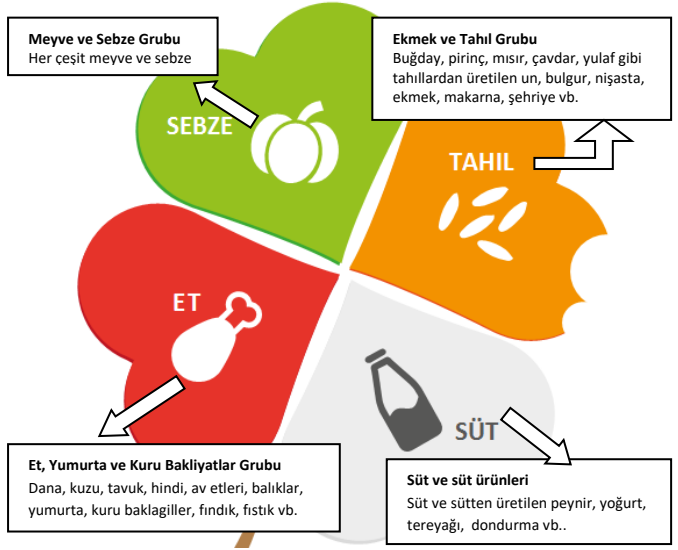 Meyve ve Sebze Grubu
Her çeşit meyve ve sebze
Ekmek ve Tahıl Grubu
Buğday, pirinç, mısır, çavdar, yulaf gibi
tahıllardan üretilen un, bulgur, nişasta,
ekmek, makarna, şehriye vb.
SEBZE
TAHIL
ET
SÜT
Et, Yumurta ve Kuru Bakliyatlar Grubu
Dana, kuzu, tavuk, hindi, av etleri, balıklar,
yumurta, kuru baklagiller, fındık, fıstık vb.
Süt ve süt ürünleri
Süt ve sütten üretilen peynir, yoğurt,
tereyağı, dondurma vb..